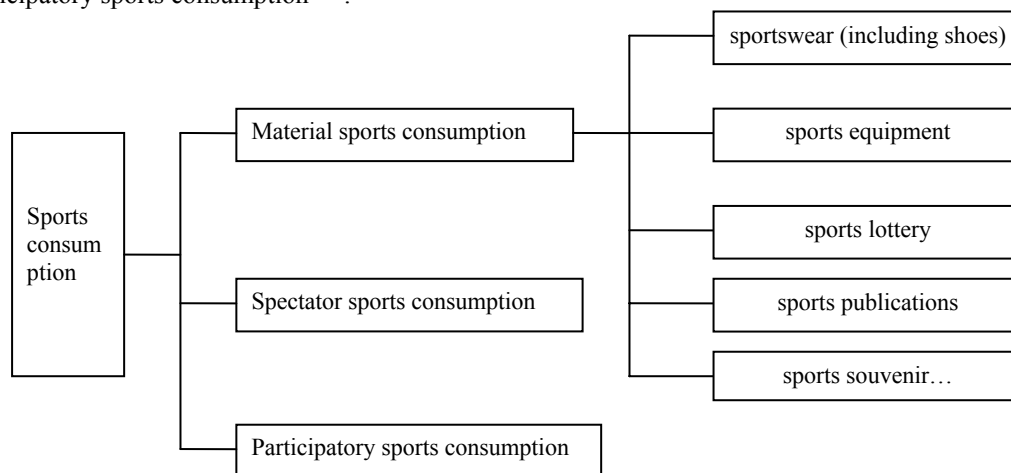 cipatory sports consumption
sportswear (including shoes)
Material sports consumption
sports equipment
Sports
consum
ption
sports lottery
Spectator sports consumption
sports publications
sports souvenir…
Participatory sports consumption